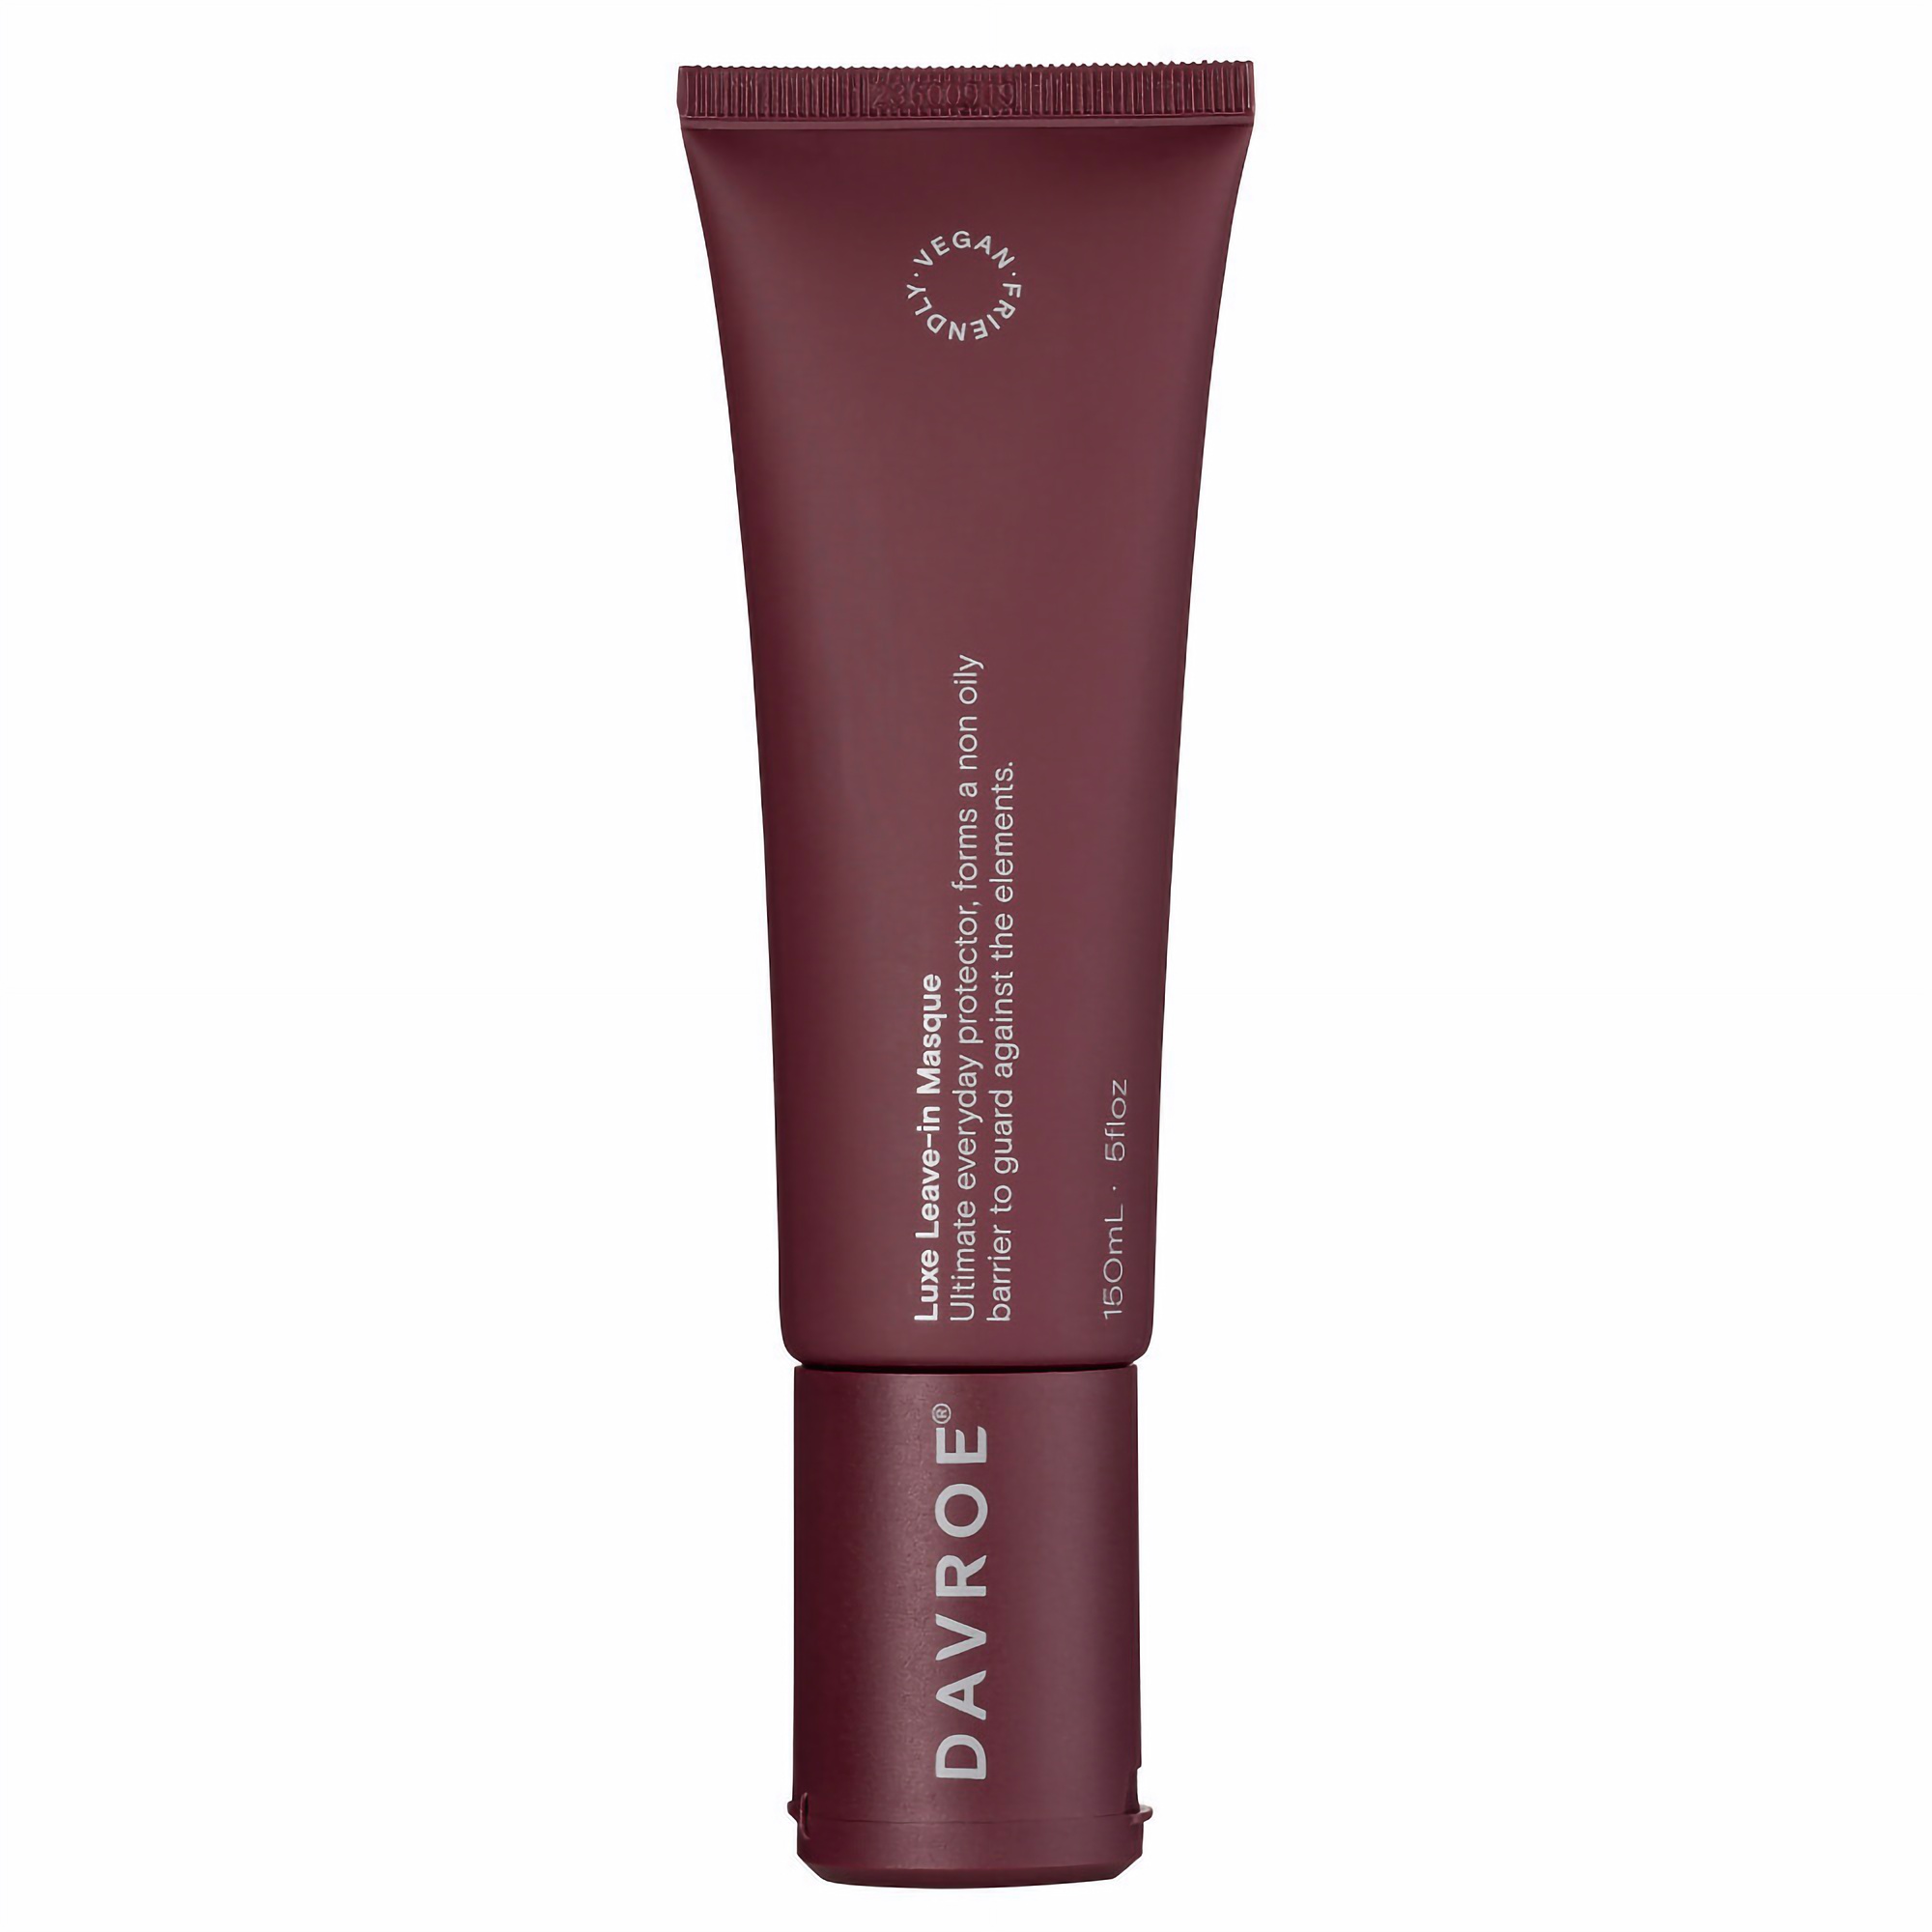 VEGAN · FRIENDLY ·
Luxe Leave-in Masque
Ultimate everyday protector, forms a non oily
barrier to guard against the elements.
150mL · 5floz
DAVROE®